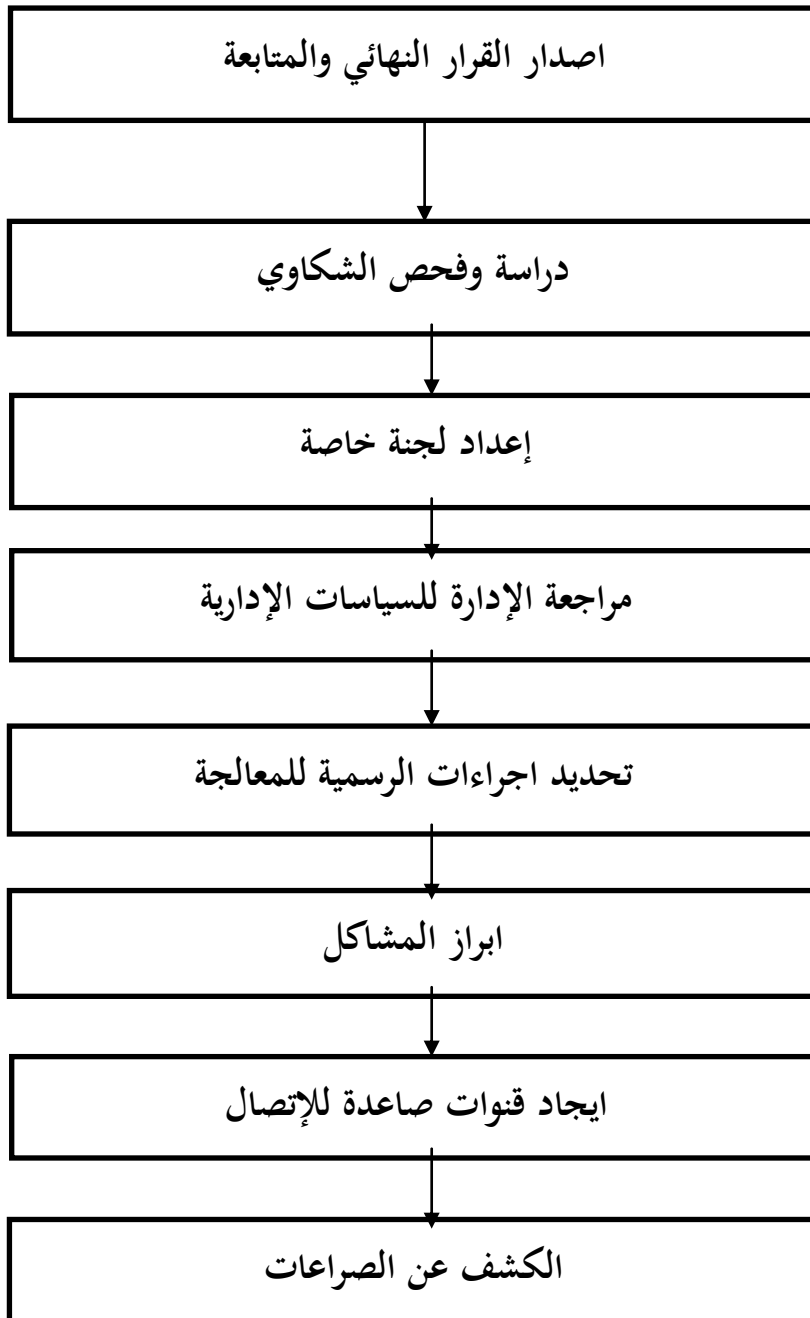 اصدار القرار النهائي والمتابعة
دراسة وفحص الشكاوي
إعداد لجنة خاصة
مراجعة الإدارة للسياسات الإدارية
تحديد اجراءات الرسمية للمعالجة
ابراز المشاكل
ايجاد قنوات صاعدة للإتصال
الكشف عن الصراعات